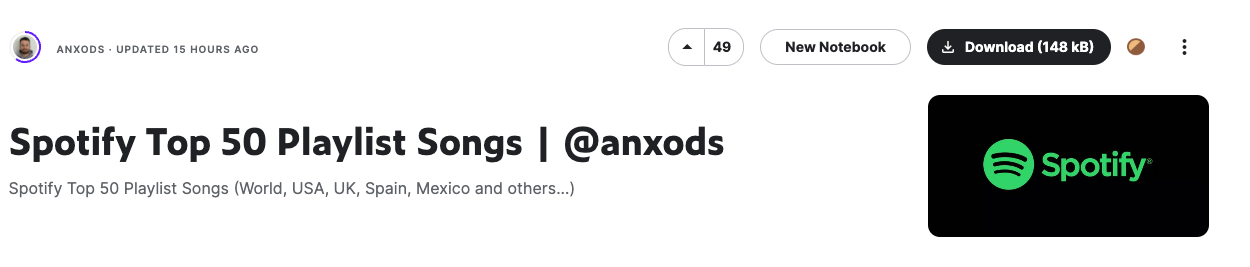 ANXODS · UPDATED 15 HOURS AGO
49
New Notebook
Download (148 kB)
Spotify Top 50 Playlist Songs | @anxods
Spotify Top 50 Playlist Songs (World, USA, UK, Spain, Mexico and others...)
Spotify®